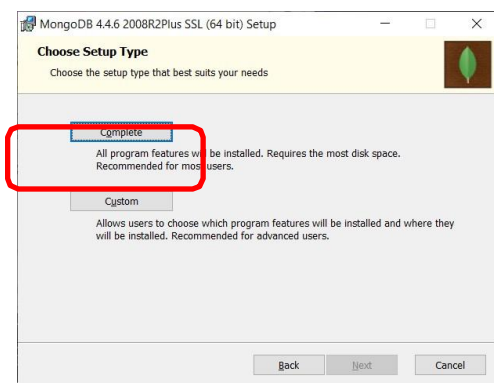 MongoDB 4.4.6 2008R2Plus SSL (64 bit) Setup
Choose Setup Type
Choose the setup type that best suits your needs
Complete
All program features will be installed. Requires the most disk space.
Recommended for most users.
Custom
Allows users to choose which program features will be installed and where they
will be installed. Recommended for advanced users.
Back Next Cancel